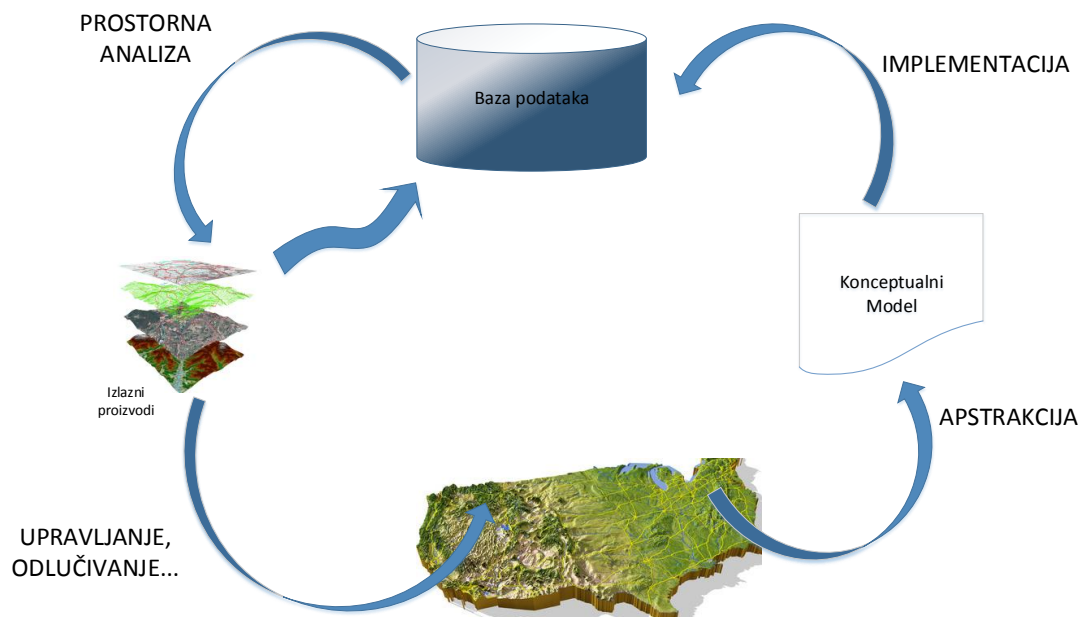 PROSTORNA
ANALIZA
Baza podataka
IMPLEMENTACIJA
Konceptualni
Model
Izlazni
proizvodi
APSTRAKCIJA
UPRAVLJANJE,
ODLUČIVANJE...